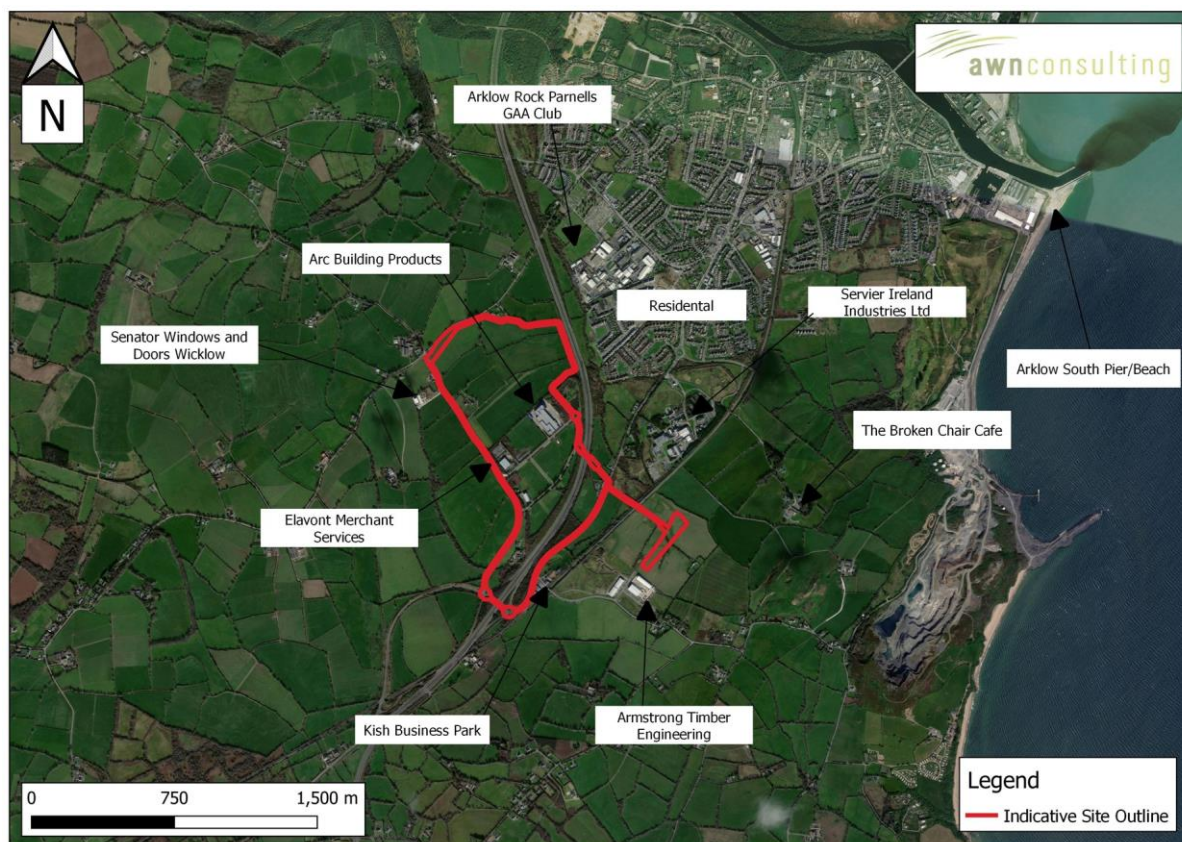 N
awnconsulting
Arklow Rock Parnells
GAA Club
Arc Building Products
Senator Windows and
Doors Wicklow
Residental
Servier Ireland
Industries Ltd
Arklow South Pier/Beach
The Broken Chair Cafe
Elavont Merchant
Services
Kish Business Park
Armstrong Timber
Engineering
0 750 1,500 m
Legend
Indicative Site Outline